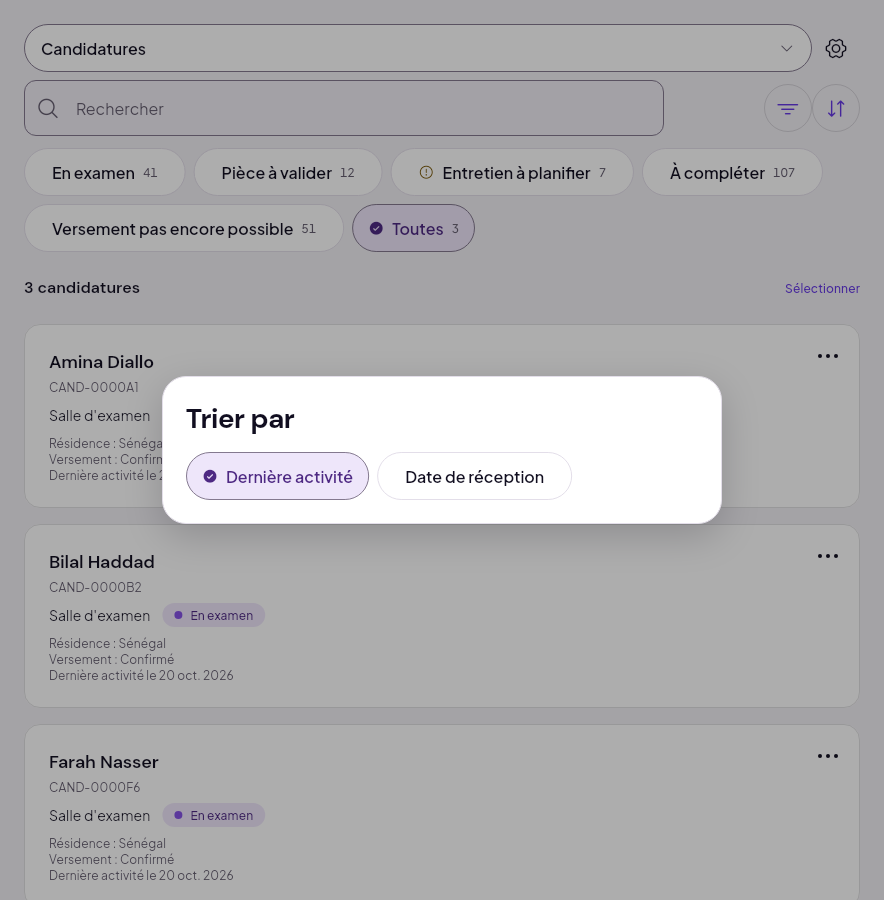 Candidatures
Rechercher
En examen 41
Pièce à valider 12
Entretien à planifier 7
À compléter 107
Versement pas encore possible 51
Toutes 3
3 candidatures
Sélectionner
Amina Diallo
CAND-0000A1
Salle d'examen
Résidence :
Versement :
Dernière activité le
Trier par
Dernière activité
Date de réception
Bilal Haddad
CAND-0000B2
Salle d'examen En examen
Résidence : Sénégal
Versement : Confirmé
Dernière activité le 20 oct. 2026
Farah Nasser
CAND-0000F6
Salle d'examen En examen
Résidence : Sénégal
Versement : Confirmé
Dernière activité le 20 oct. 2026